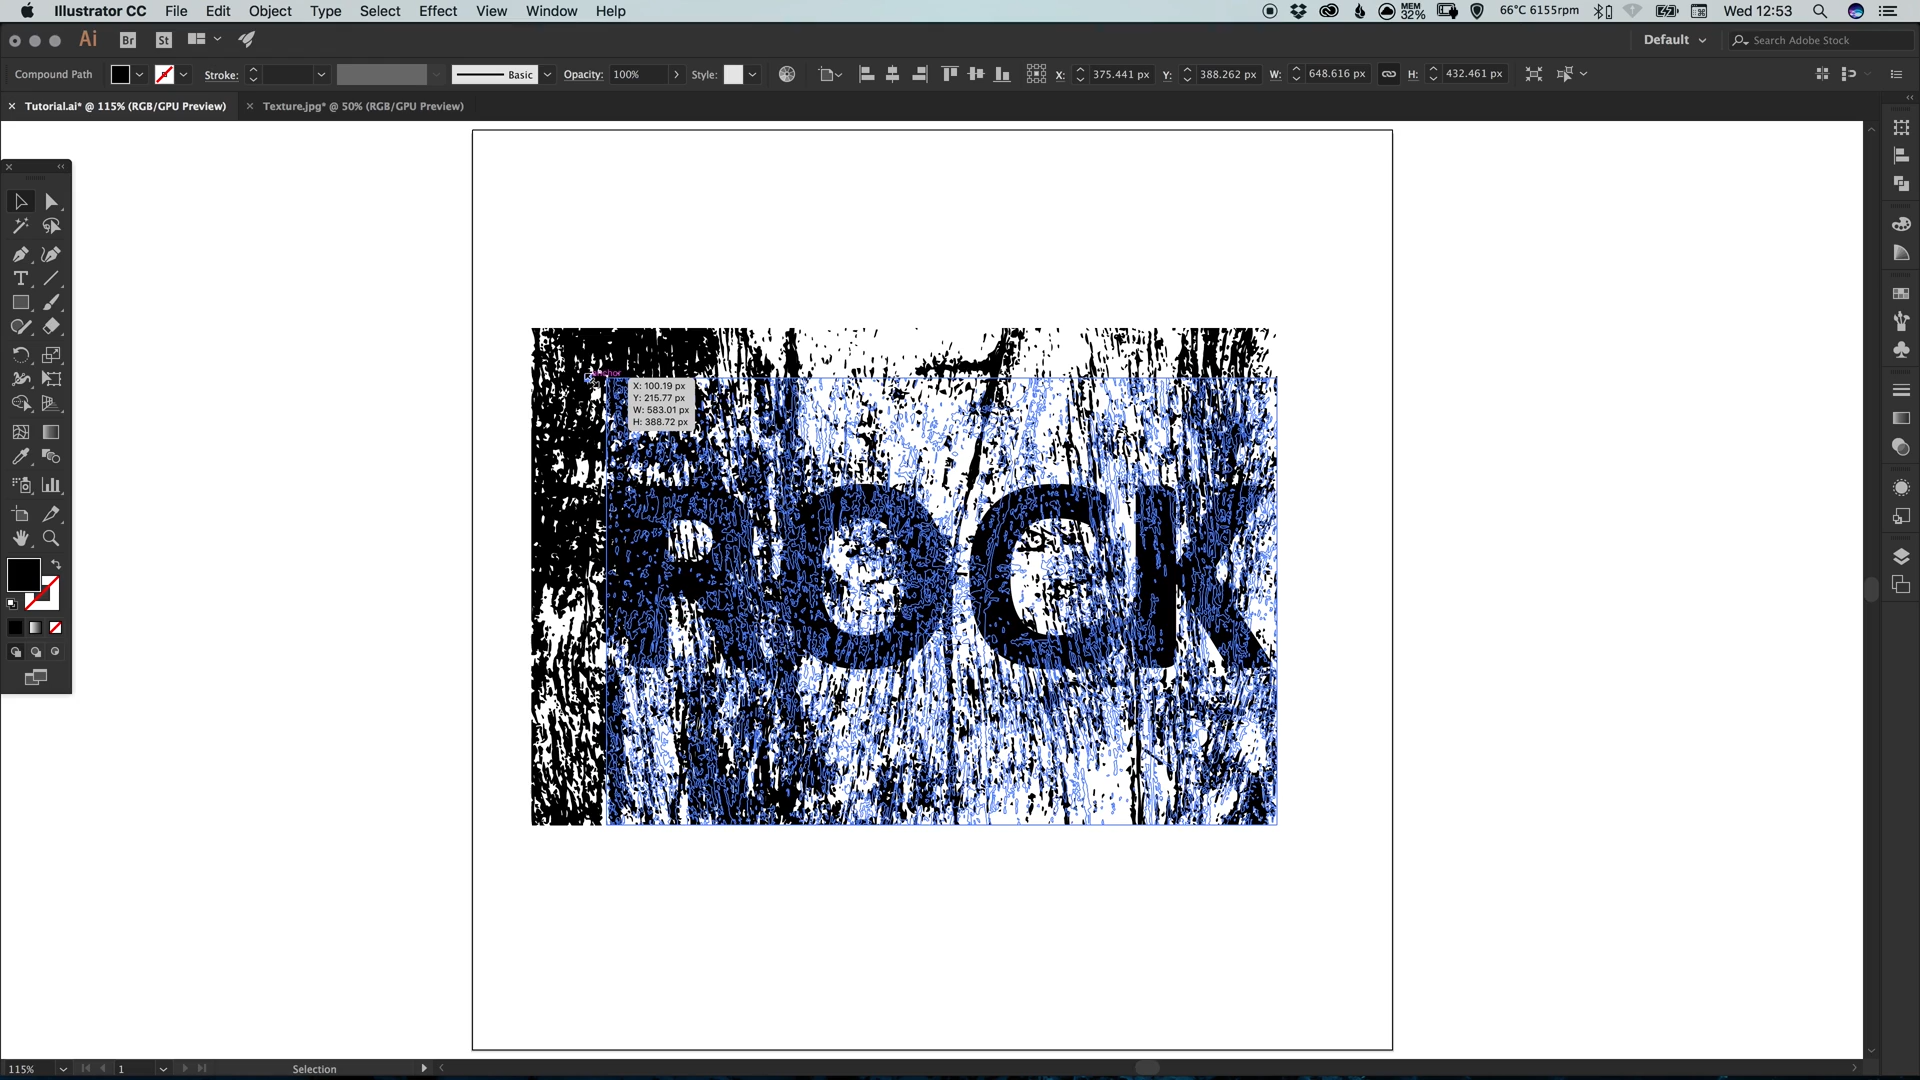 Illustrator CC File Edit Object Type Select Effect View Window Help
MEM 32% 66°C 6155rpm Wed 12:53
Ai Br St Default Search Adobe Stock
Compound Path Stroke: Basic Opacity: 100% Style: X: 375.441 px Y: 388.262 px W: 648.616 px H: 432.461 px
Tutorial.ai* @ 115% (RGB/GPU Preview) Texture.jpg* @ 50% (RGB/GPU Preview)
anchor
X: 100.19 px
Y: 215.77 px
W: 583.01 px
H: 388.72 px
ROCK
115% 1 Selection